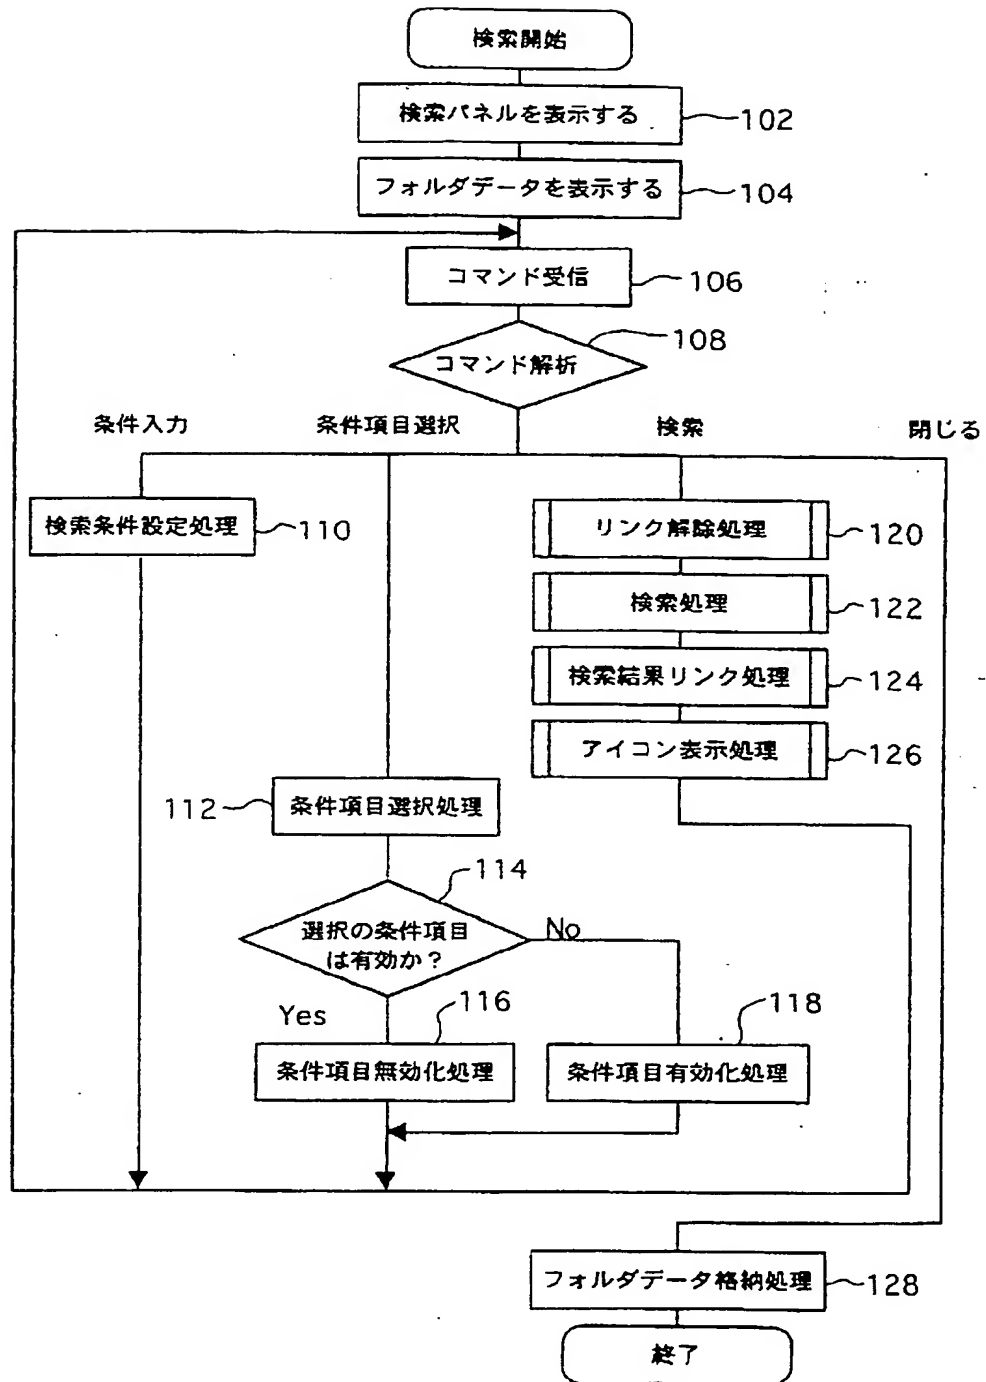 検索開始
検索パネルを表示する
102
フォルダデータを表示する
104
コマンド受信
106
コマンド解析
108
条件入力
条件項目選択
検索
閉じる
検索条件設定処理
110
リンク解除処理
120
検索処理
122
検索結果リンク処理
124
アイコン表示処理
126
112
条件項目選択処理
114
選択の条件項目
は有効か？
No
Yes
116
118
条件項目無効化処理
条件項目有効化処理
フォルダデータ格納処理
128
終了